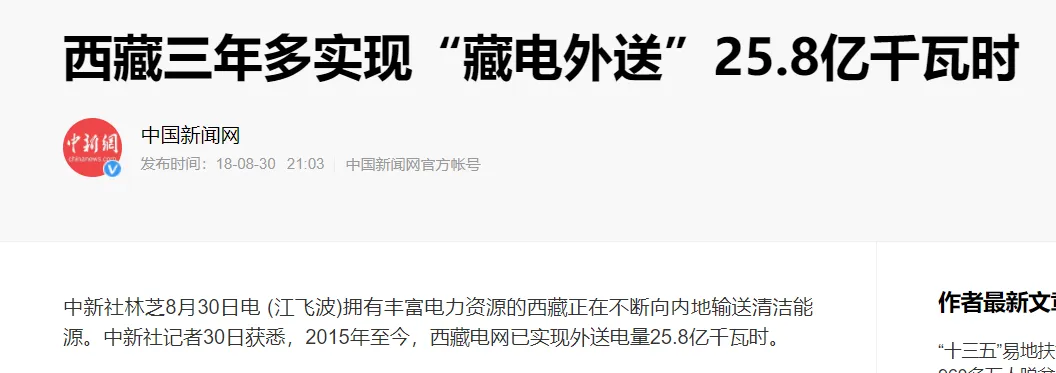 西藏三年多实现“藏电外送”25.8亿千瓦时
中新網
chinanews.com
中国新闻网
发布时间：18-08-30 21:03 中国新闻网官方帐号
中新社林芝8月30日电 (江飞波)拥有丰富电力资源的西藏正在不断向内地输送清洁能
源。中新社记者30日获悉，2015年至今，西藏电网已实现外送电量25.8亿千瓦时。
作者最新文章
“十三五”易地扶